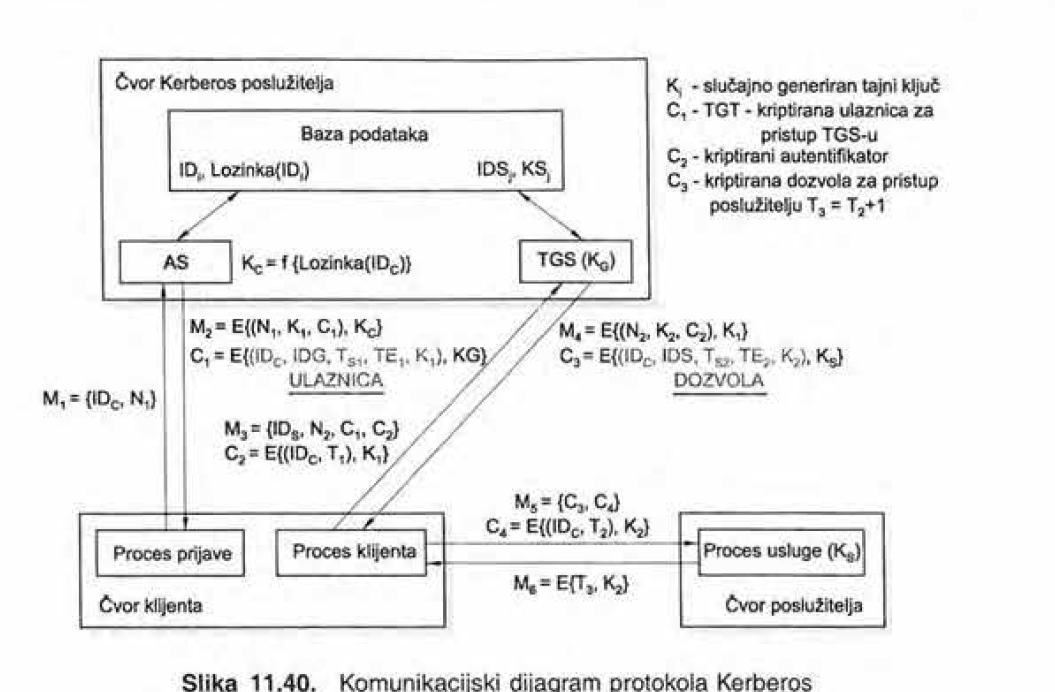 Čvor Kerberos poslužitelja
Baza podataka
ID_i, Lozinka(ID_i)
IDS_j, KS_j
AS
K_C = f {Lozinka(ID_C)}
TGS (K_G)
K_i - slučajno generiran tajni ključ
C_1 - TGT - kriptirana ulaznica za
pristup TGS-u
C_2 - kriptirani autentifikator
C_3 - kriptirana dozvola za pristup
poslužitelju T_3 = T_2+1
M_2 = E{(N_1, K_1, C_1), K_C}
C_1 = E{(ID_C, IDG, T_S1, TE_1, K_1), KG}
ULAZNICA
M_4 = E{(N_2, K_2, C_2), K_1}
C_3 = E{(ID_C, IDS, T_S2, TE_2, K_2), K_S}
DOZVOLA
M_1 = {ID_C, N_1}
M_3 = {ID_S, N_2, C_1, C_2}
C_2 = E{(ID_C, T_1), K_1}
M_5 = {C_3, C_4}
C_4 = E{(ID_C, T_2), K_2}
M_6 = E{T_3, K_2}
Proces prijave
Proces klijenta
Proces usluge (K_S)
Čvor klijenta
Čvor poslužitelja
Slika 11.40. Komunikacijski dijagram protokola Kerberos